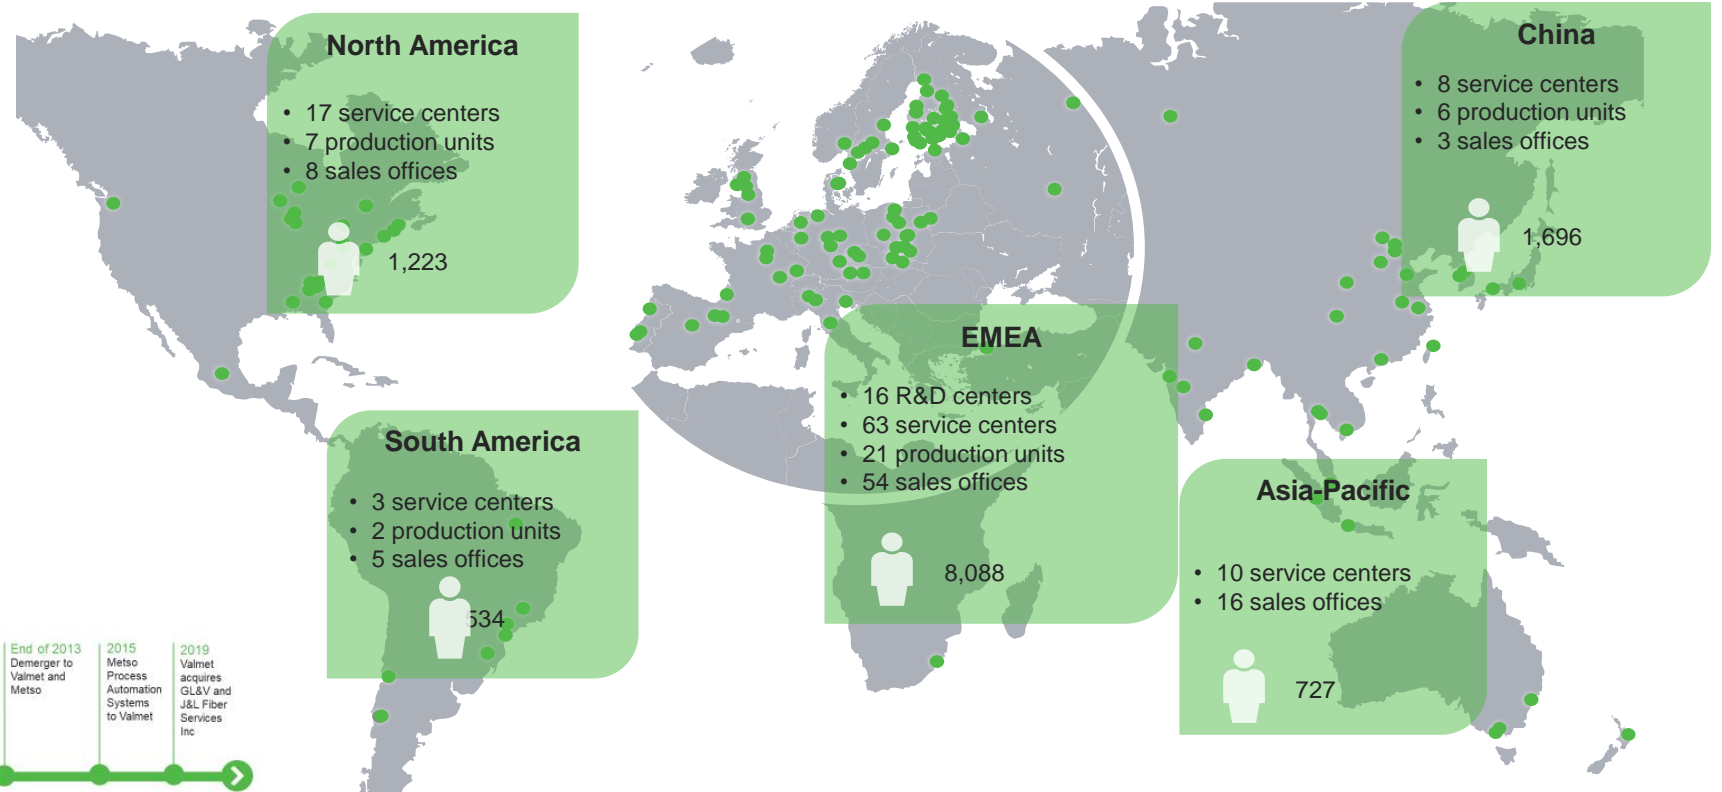 North America
• 17 service centers
• 7 production units
• 8 sales offices
1,223
China
• 8 service centers
• 6 production units
• 3 sales offices
1,696
EMEA
• 16 R&D centers
• 63 service centers
• 21 production units
• 54 sales offices
8,088
South America
• 3 service centers
• 2 production units
• 5 sales offices
534
Asia-Pacific
• 10 service centers
• 16 sales offices
727
End of 2013
Demerger to
Valmet and
Metso
2015
Metso
Process
Automation
Systems
to Valmet
2019
Valmet
acquires
GL&V and
J&L Fiber
Services
Inc